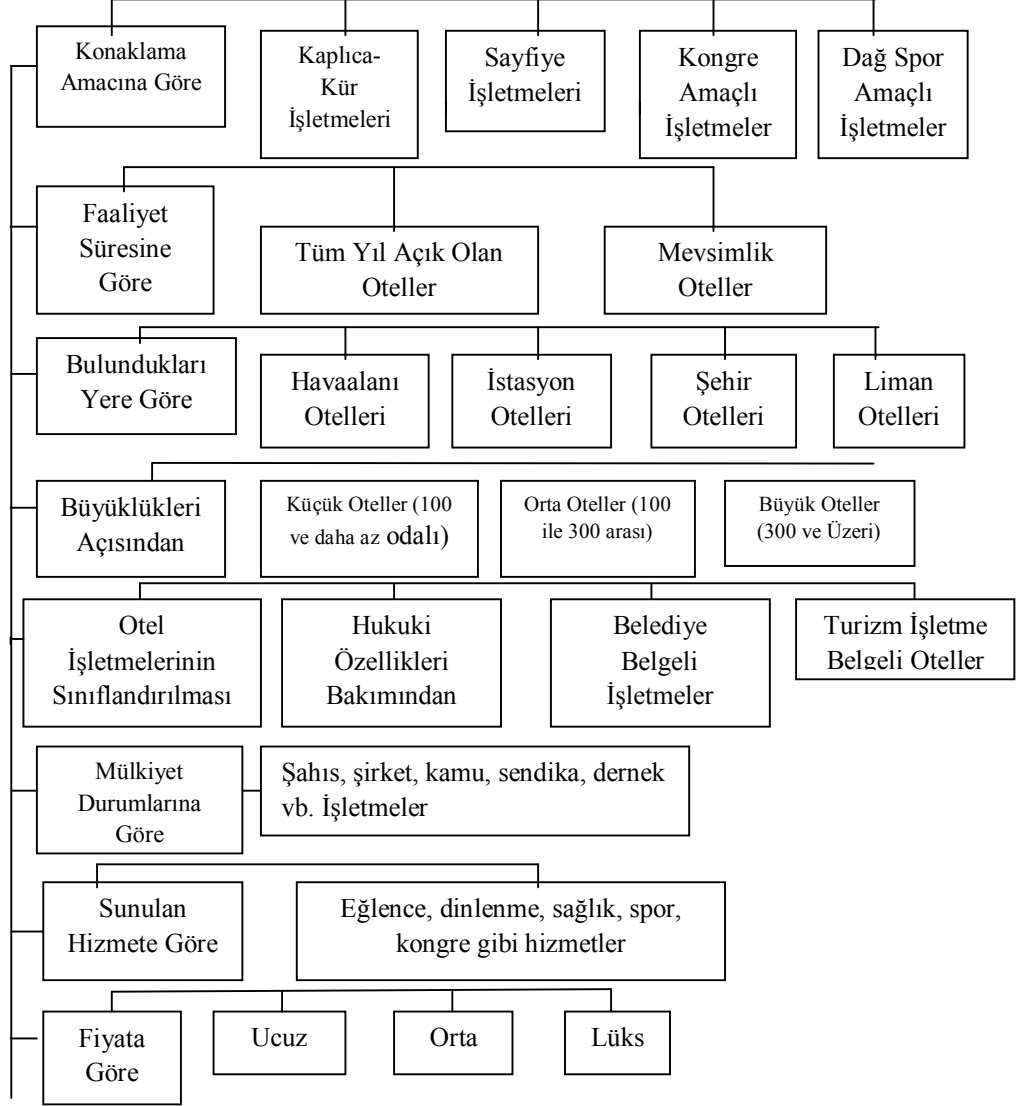 Konaklama
Amacına Göre
Kaplıca-
Kür
İşletmeleri
Sayfiye
İşletmeleri
Kongre
Amaçlı
İşletmeler
Dağ Spor
Amaçlı
İşletmeler
Faaliyet
Süresine
Göre
Tüm Yıl Açık Olan
Oteller
Mevsimlik
Oteller
Bulundukları
Yere Göre
Havaalanı
Otelleri
İstasyon
Otelleri
Şehir
Otelleri
Liman
Otelleri
Büyüklükleri
Açısından
Küçük Oteller (100
ve daha az odalı)
Orta Oteller (100
ile 300 arası)
Büyük Oteller
(300 ve Üzeri)
Otel
İşletmelerinin
Sınıflandırılması
Hukuki
Özellikleri
Bakımından
Belediye
Belgeli
İşletmeler
Turizm İşletme
Belgeli Oteller
Mülkiyet
Durumlarına
Göre
Şahıs, şirket, kamu, sendika, dernek
vb. İşletmeler
Sunulan
Hizmete Göre
Eğlence, dinlenme, sağlık, spor,
kongre gibi hizmetler
Fiyata
Göre
Ucuz
Orta
Lüks